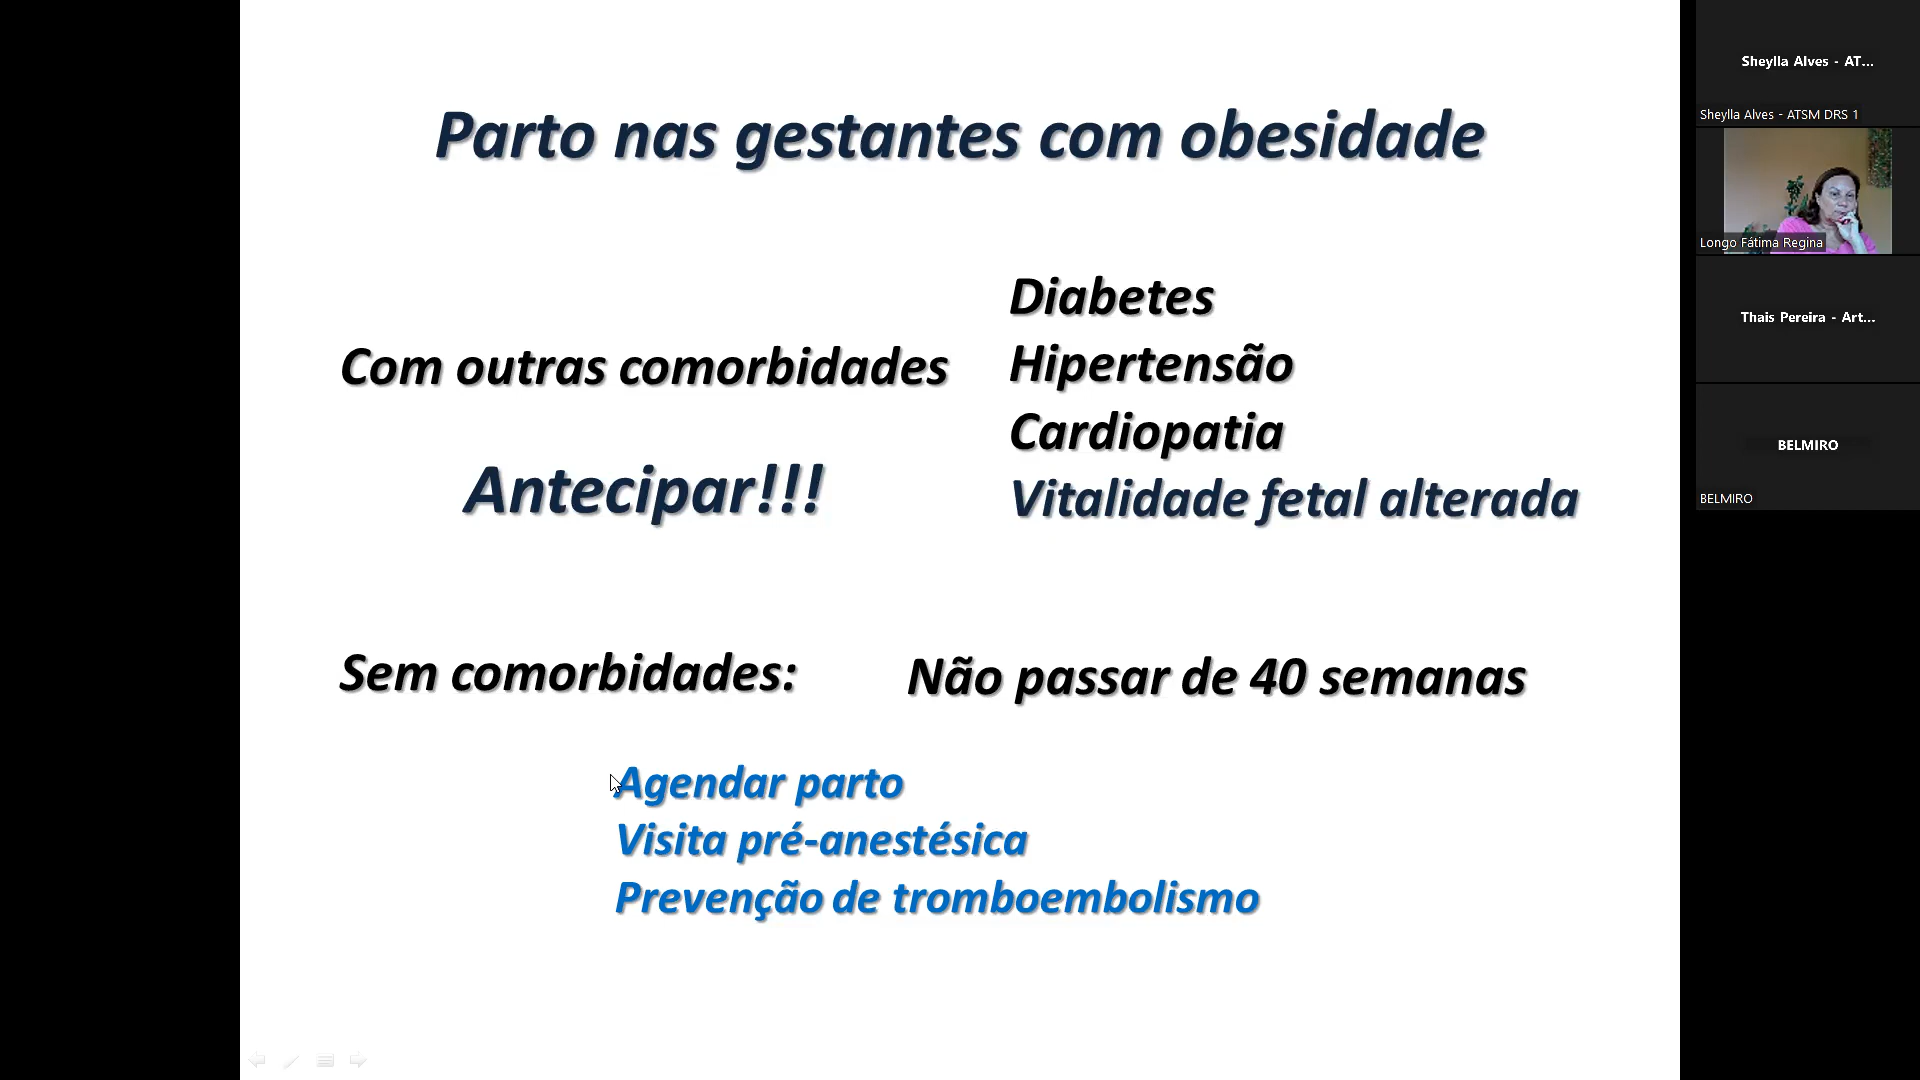 Parto nas gestantes com obesidade
Com outras comorbidades
Antecipar!!!
Diabetes
Hipertensão
Cardiopatia
Vitalidade fetal alterada
Sem comorbidades:
Não passar de 40 semanas
Agendar parto
Visita pré-anestésica
Prevenção de tromboembolismo
Sheylla Alves - AT...
Sheylla Alves - ATSM DRS 1
Longo Fátima Regina
Thais Pereira - Art...
BELMIRO
BELMIRO